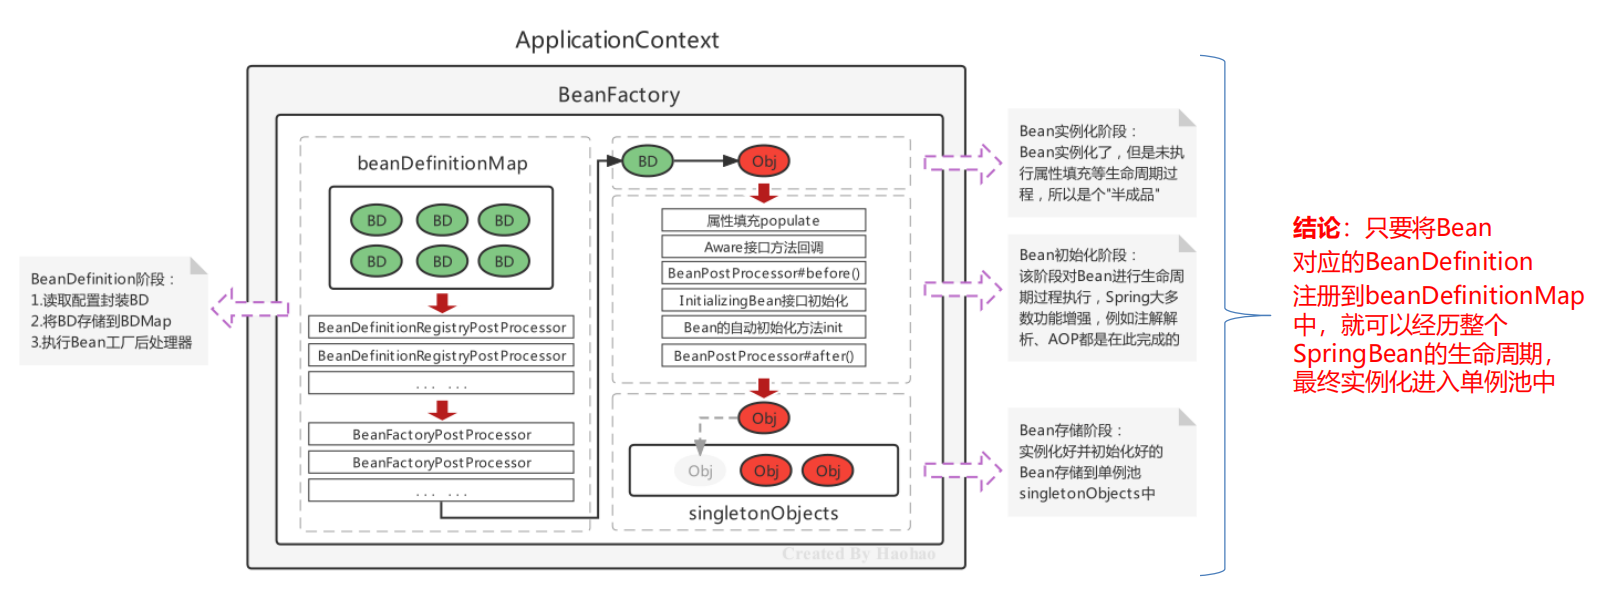 ApplicationContext
BeanFactory
beanDefinitionMap
BD BD BD
BD BD BD
BeanDefinitionRegistryPostProcessor
BeanDefinitionRegistryPostProcessor
... ...
BeanFactoryPostProcessor
BeanFactoryPostProcessor
... ...
BeanDefinition阶段：
1.读取配置封装BD
2.将BD存储到BDMap
3.执行Bean工厂后处理器
BD Obj
属性填充populate
Aware接口方法回调
BeanPostProcessor#before()
InitializingBean接口初始化
Bean的自动初始化方法init
BeanPostProcessor#after()
Obj
Obj Obj Obj
singletonObjects
Created By Haohao
Bean实例化阶段：
Bean实例化了，但是未执
行属性填充等生命周期过
程，所以是个"半成品"
Bean初始化阶段：
该阶段对Bean进行生命周
期过程执行，Spring大多
数功能增强，例如注解解
析、AOP都是在此完成的
Bean存储阶段：
实例化好并初始化好的
Bean存储到单例池
singletonObjects中
结论：只要将Bean
对应的BeanDefinition
注册到beanDefinitionMap
中，就可以经历整个
SpringBean的生命周期，
最终实例化进入单例池中